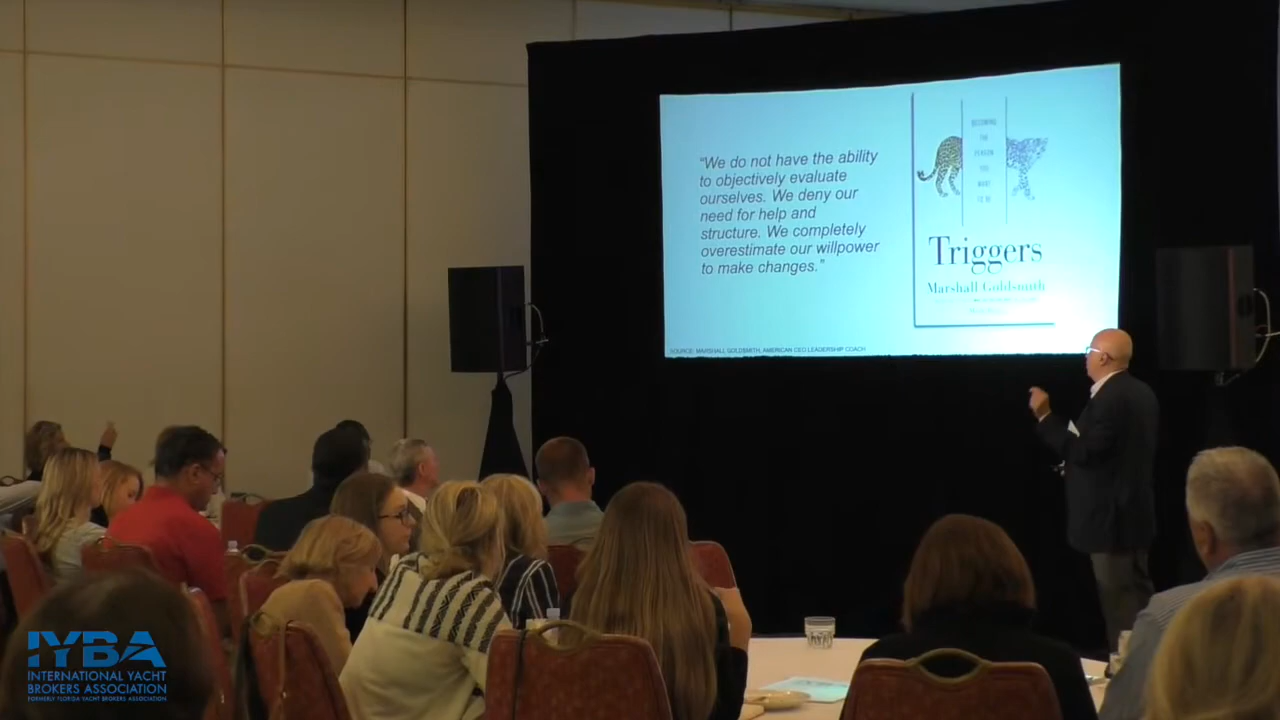 "We do not have the ability
to objectively evaluate
ourselves. We deny our
need for help and
structure. We completely
overestimate our willpower
to make changes."
BECOMING
THE
PERSON
YOU
WANT
TO BE
Triggers
Marshall Goldsmith
SOURCE: MARSHALL GOLDSMITH, AMERICAN CEO LEADERSHIP COACH
IYBA
INTERNATIONAL YACHT
BROKERS ASSOCIATION
FORMERLY FLORIDA YACHT BROKERS ASSOCIATION